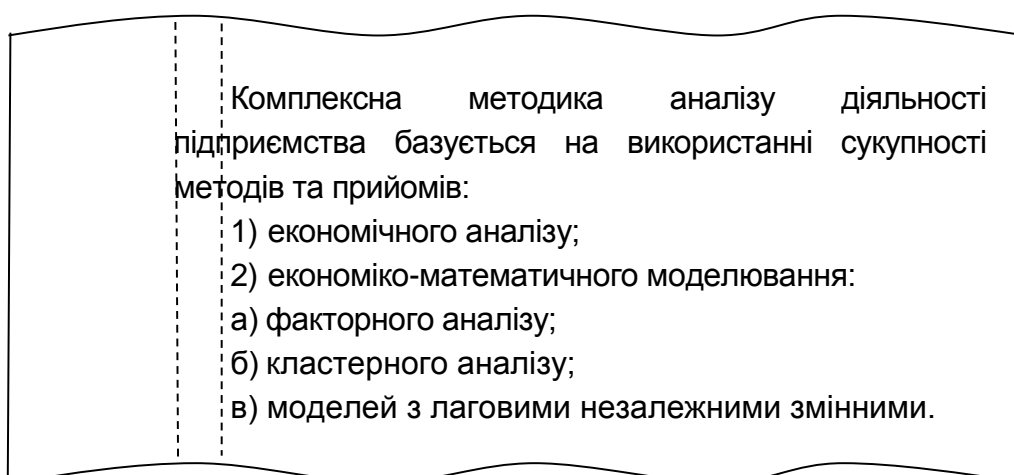 Комплексна методика аналізу діяльності
підприємства базується на використанні сукупності
методів та прийомів:
1) економічного аналізу;
2) економіко-математичного моделювання:
а) факторного аналізу;
б) кластерного аналізу;
в) моделей з лаговими незалежними змінними.